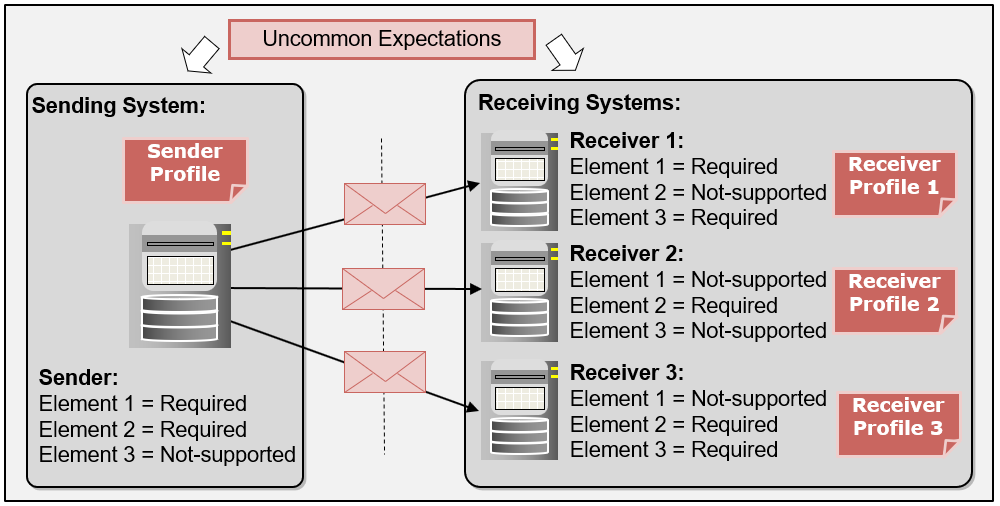 Uncommon Expectations
Sending System:
Sender
Profile
Sender:
Element 1 = Required
Element 2 = Required
Element 3 = Not-supported
Receiving Systems:
Receiver 1:
Element 1 = Required
Element 2 = Not-supported
Element 3 = Required
Receiver
Profile 1
Receiver 2:
Element 1 = Not-supported
Element 2 = Required
Element 3 = Not-supported
Receiver
Profile 2
Receiver 3:
Element 1 = Not-supported
Element 2 = Required
Element 3 = Required
Receiver
Profile 3